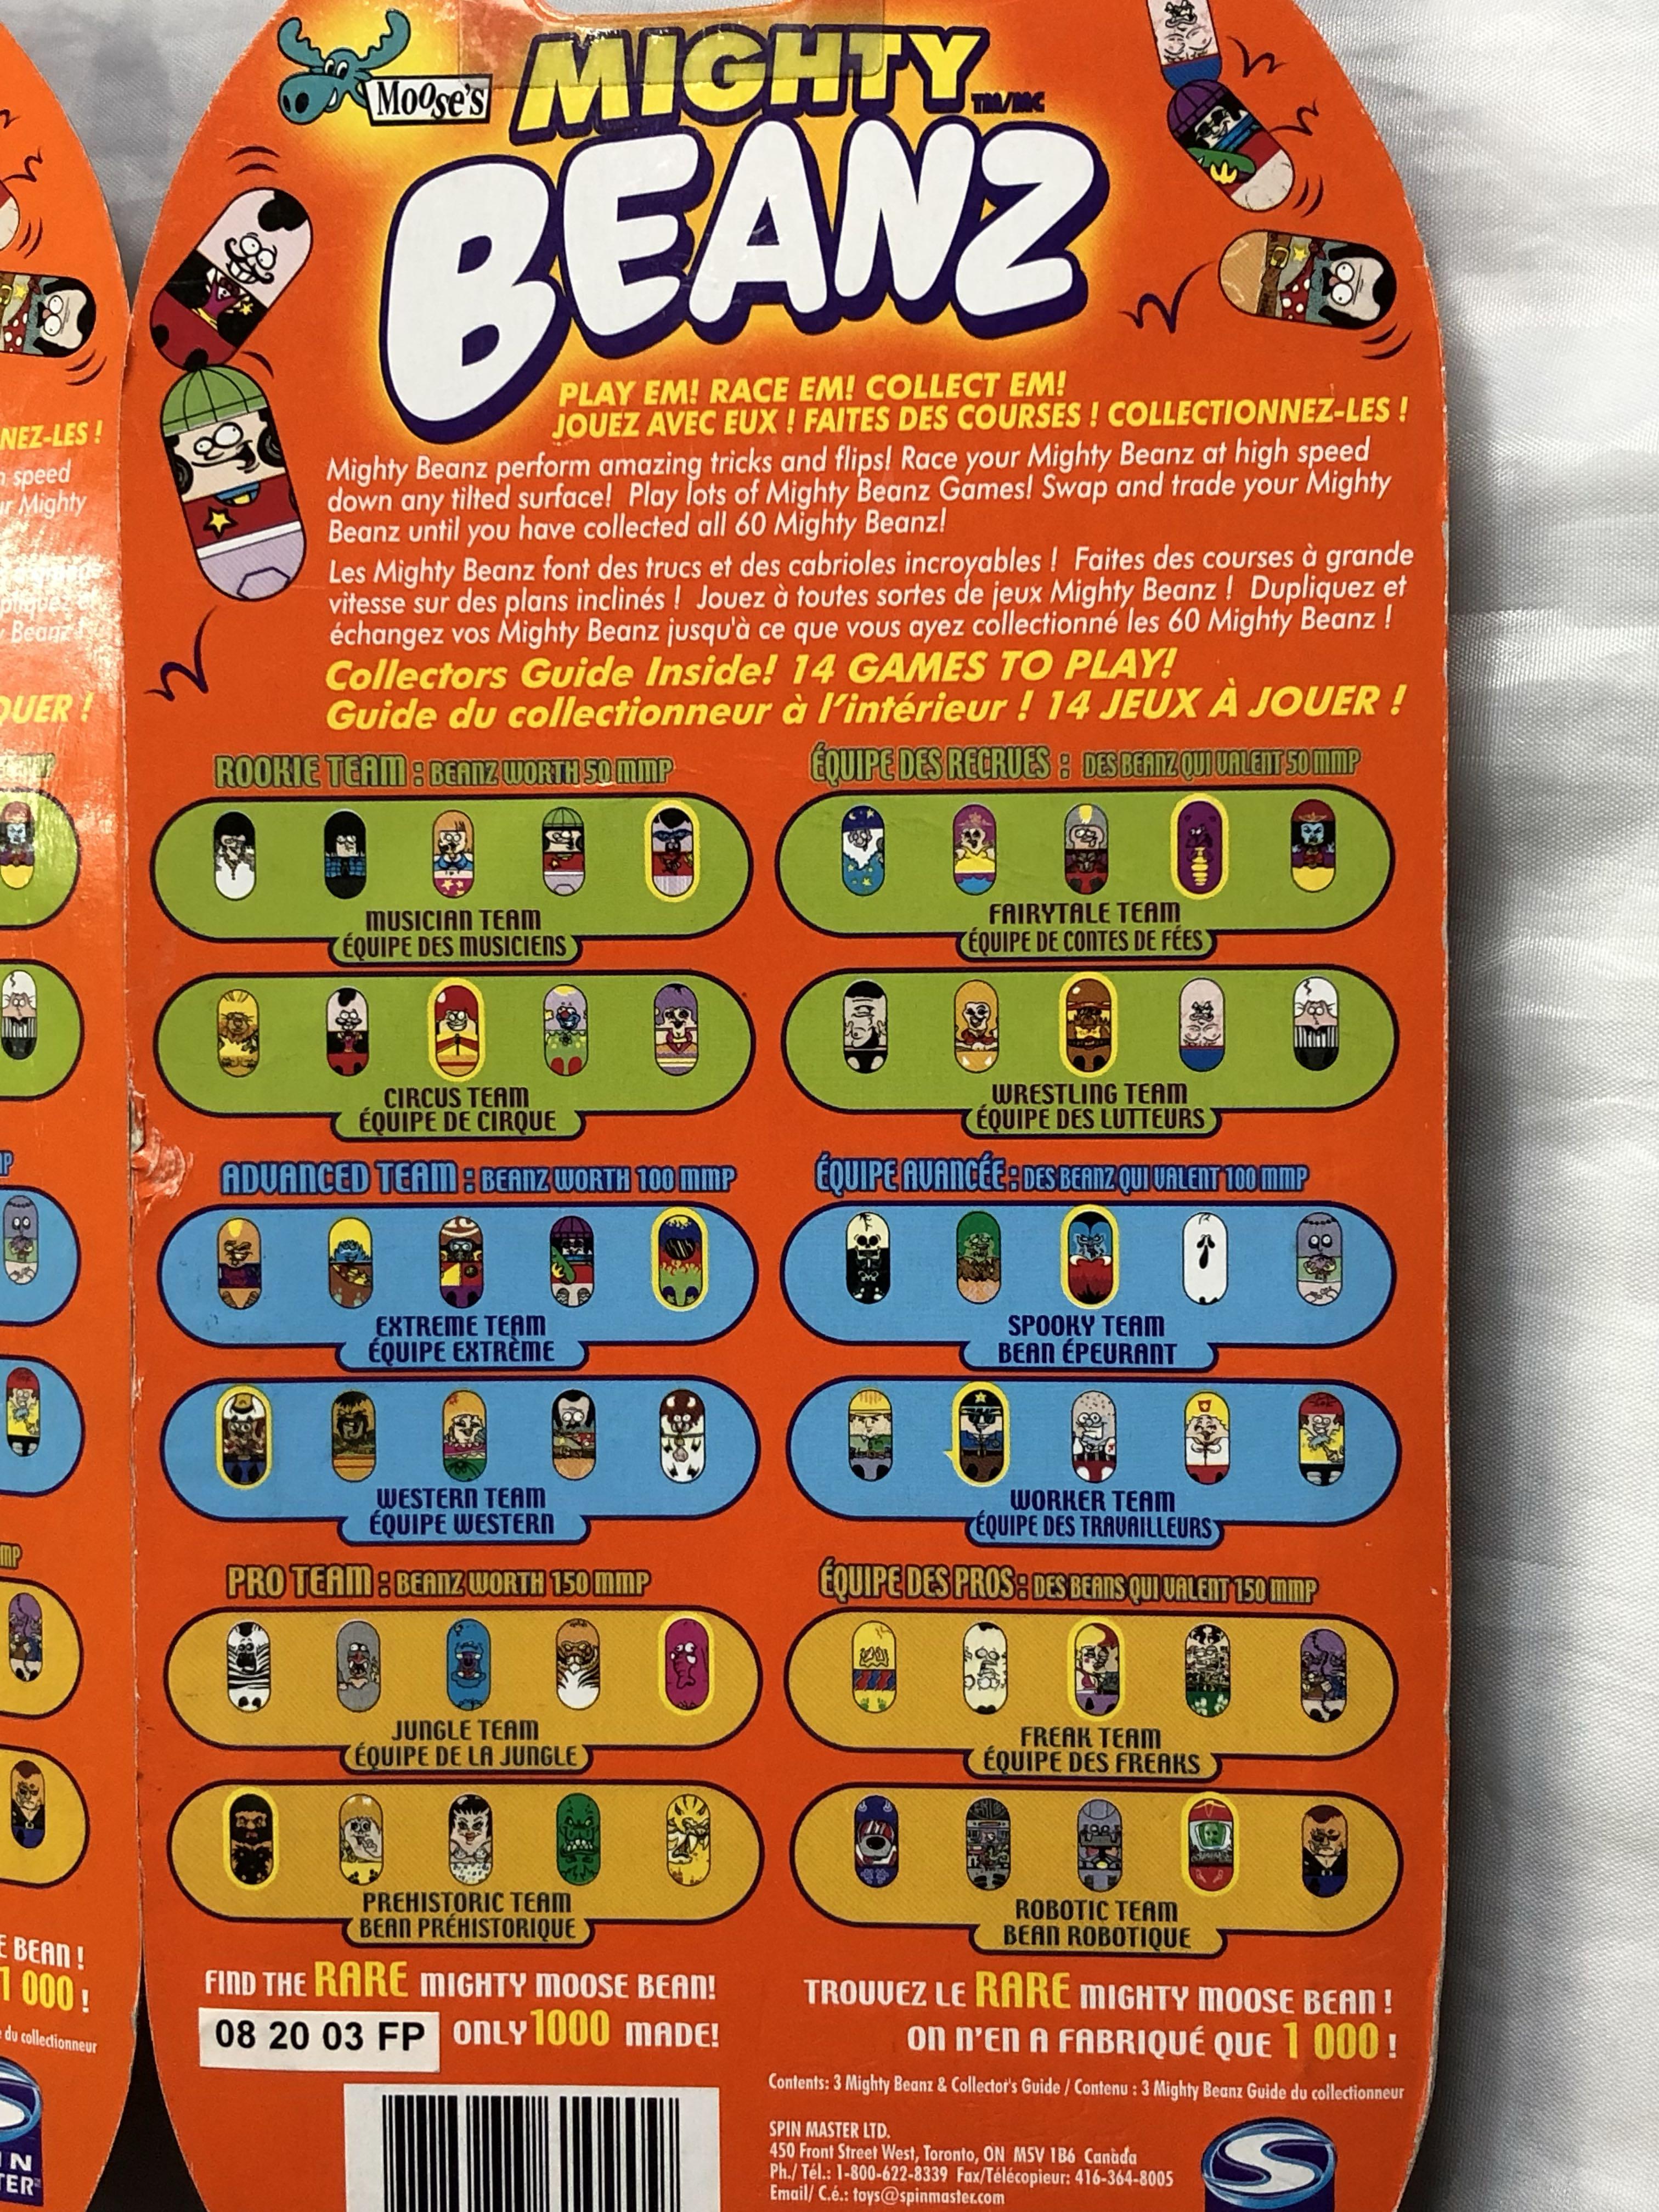 Moose's
MIGHTY
TM/MC
BEANZ
PLAY EM! RACE EM! COLLECT EM!
JOUEZ AVEC EUX ! FAITES DES COURSES ! COLLECTIONNEZ-LES !
Mighty Beanz perform amazing tricks and flips! Race your Mighty Beanz at high speed
down any tilted surface! Play lots of Mighty Beanz Games! Swap and trade your Mighty
Beanz until you have collected all 60 Mighty Beanz!
Les Mighty Beanz font des trucs et des cabrioles incroyables ! Faites des courses à grande
vitesse sur des plans inclinés ! Jouez à toutes sortes de jeux Mighty Beanz ! Dupliquez et
échangez vos Mighty Beanz jusqu'à ce que vous ayez collectionné les 60 Mighty Beanz !
Collectors Guide Inside! 14 GAMES TO PLAY!
Guide du collectionneur à l'intérieur ! 14 JEUX À JOUER !
ROOKIE TEAM : BEANZ WORTH 50 MMP
ÉQUIPE DES RECRUES : DES BEANZ QUI VALENT 50 MMP
MUSICIAN TEAM
ÉQUIPE DES MUSICIENS
FAIRYTALE TEAM
ÉQUIPE DE CONTES DE FÉES
CIRCUS TEAM
ÉQUIPE DE CIRQUE
WRESTLING TEAM
ÉQUIPE DES LUTTEURS
ADVANCED TEAM : BEANZ WORTH 100 MMP
ÉQUIPE AVANCÉE : DES BEANZ QUI VALENT 100 MMP
EXTREME TEAM
ÉQUIPE EXTRÈME
SPOOKY TEAM
BEAN ÉPEURANT
WESTERN TEAM
ÉQUIPE WESTERN
WORKER TEAM
ÉQUIPE DES TRAVAILLEURS
PRO TEAM : BEANZ WORTH 150 MMP
ÉQUIPE DES PROS : DES BEANS QUI VALENT 150 MMP
JUNGLE TEAM
ÉQUIPE DE LA JUNGLE
FREAK TEAM
ÉQUIPE DES FREAKS
PREHISTORIC TEAM
BEAN PRÉHISTORIQUE
ROBOTIC TEAM
BEAN ROBOTIQUE
FIND THE RARE MIGHTY MOOSE BEAN!
08 20 03 FP ONLY 1000 MADE!
TROUVEZ LE RARE MIGHTY MOOSE BEAN !
ON N'EN A FABRIQUÉ QUE 1 000 !
Contents: 3 Mighty Beanz & Collector's Guide / Contenu : 3 Mighty Beanz Guide du collectionneur
SPIN MASTER LTD.
450 Front Street West, Toronto, ON M5V 1B6 Canada
Ph./ Tél.: 1-800-622-8339 Fax/Télécopieur: 416-364-8005
Email/ C.é.: toys@spinmaster.com
NEZ-LES !
speed
Mighty
QUER !
BEAN !
1 000 !
du collectionneur